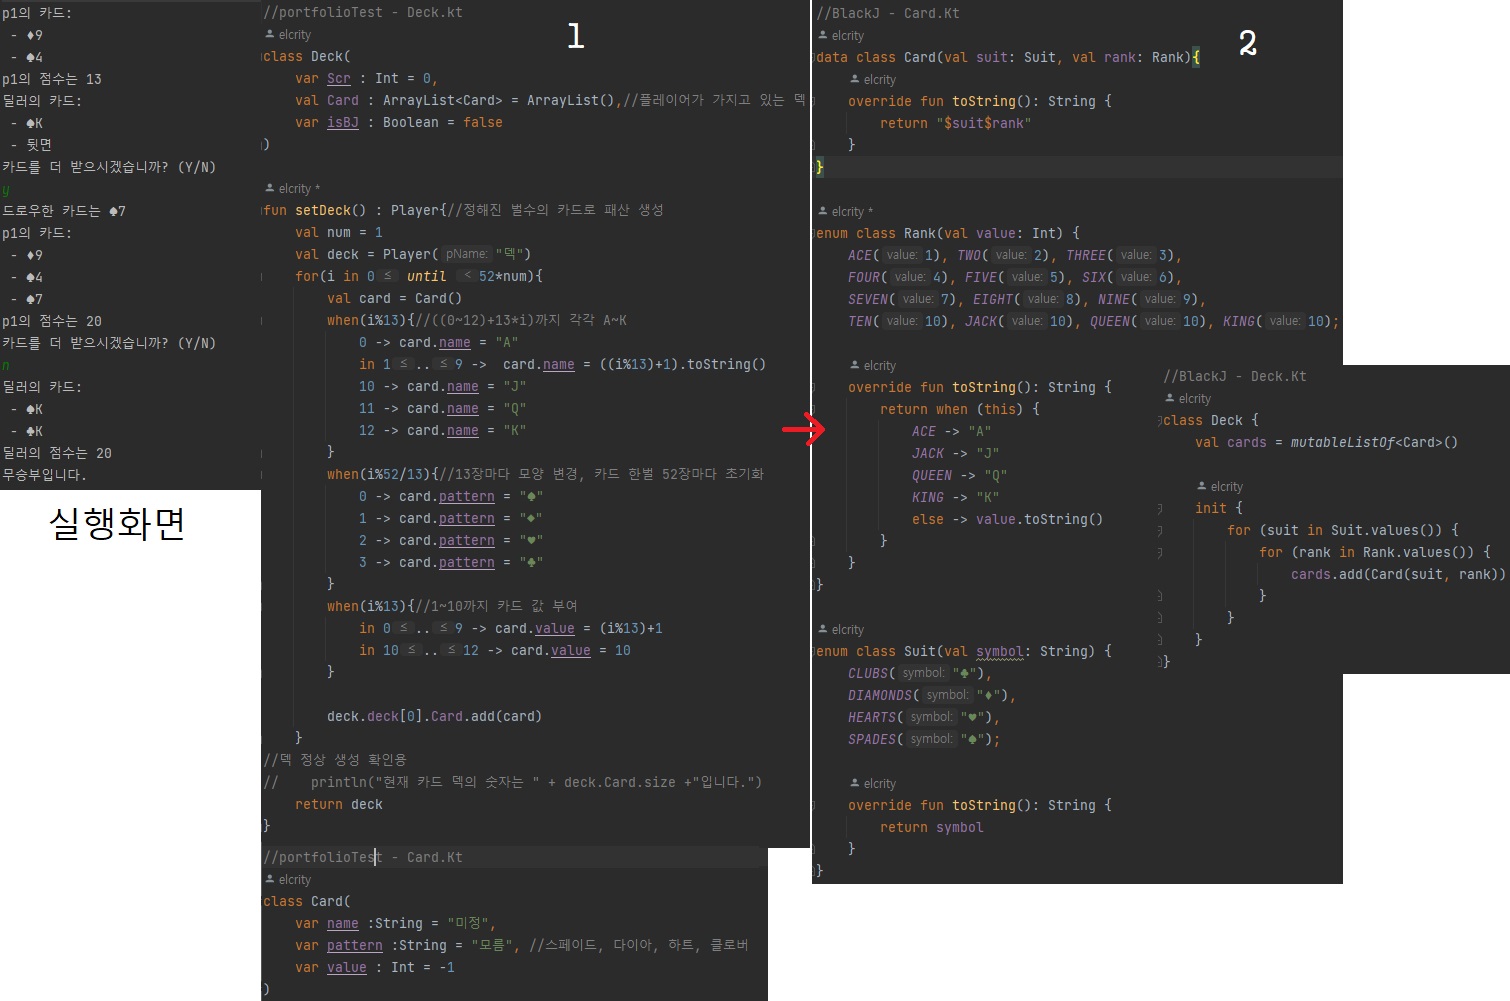 p1의 카드:
- ♦9
- ♠4
p1의 점수는 13
딜러의 카드:
- ♠K
- 뒷면
카드를 더 받으시겠습니까? (Y/N)
y
드로우한 카드는 ♠7
p1의 카드:
- ♦9
- ♠4
- ♠7
p1의 점수는 20
카드를 더 받으시겠습니까? (Y/N)
n
딜러의 카드:
- ♠K
- ♣K
딜러의 점수는 20
무승부입니다.
실행화면
//portfolioTest - Deck.kt
1
elcrity
class Deck(
var Scr : Int = 0,
val Card : ArrayList<Card> = ArrayList(),//플레이어가 가지고 있는 덱
var isBJ : Boolean = false
)
elcrity *
fun setDeck() : Player{//정해진 벌수의 카드로 패산 생성
val num = 1
val deck = Player( pName: "덱")
for(i in 0 ≤ until < 52*num){
val card = Card()
when(i%13){//((0~12)+13*i)까지 각각 A~K
0 -> card.name = "A"
in 1 ≤ .. ≤ 9 -> card.name = ((i%13)+1).toString()
10 -> card.name = "J"
11 -> card.name = "Q"
12 -> card.name = "K"
}
when(i%52/13){//13장마다 모양 변경, 카드 한벌 52장마다 초기화
0 -> card.pattern = "♠"
1 -> card.pattern = "♦"
2 -> card.pattern = "♥"
3 -> card.pattern = "♣"
}
when(i%13){//1~10까지 카드 값 부여
in 0 ≤ .. ≤ 9 -> card.value = (i%13)+1
in 10 ≤ .. ≤ 12 -> card.value = 10
}
deck.deck[0].Card.add(card)
}
//덱 정상 생성 확인용
// println("현재 카드 덱의 숫자는 " + deck.Card.size +"입니다.")
return deck
}
//portfolioTest - Card.Kt
elcrity
class Card(
var name :String = "미정",
var pattern :String = "모름", //스페이드, 다이아, 하트, 클로버
var value : Int = -1
)
//BlackJ - Card.Kt
2
elcrity
data class Card(val suit: Suit, val rank: Rank){
elcrity
override fun toString(): String {
return "$suit$rank"
}
}
elcrity *
enum class Rank(val value: Int) {
ACE( value: 1), TWO( value: 2), THREE( value: 3),
FOUR( value: 4), FIVE( value: 5), SIX( value: 6),
SEVEN( value: 7), EIGHT( value: 8), NINE( value: 9),
TEN( value: 10), JACK( value: 10), QUEEN( value: 10), KING( value: 10);
elcrity
override fun toString(): String {
return when (this) {
ACE -> "A"
JACK -> "J"
QUEEN -> "Q"
KING -> "K"
else -> value.toString()
}
}
}
elcrity
enum class Suit(val symbol: String) {
CLUBS( symbol: "♣"),
DIAMONDS( symbol: "♦"),
HEARTS( symbol: "♥"),
SPADES( symbol: "♠");
elcrity
override fun toString(): String {
return symbol
}
}
//BlackJ - Deck.Kt
elcrity
class Deck {
val cards = mutableListOf<Card>()
elcrity
init {
for (suit in Suit.values()) {
for (rank in Rank.values()) {
cards.add(Card(suit, rank))
}
}
}
}